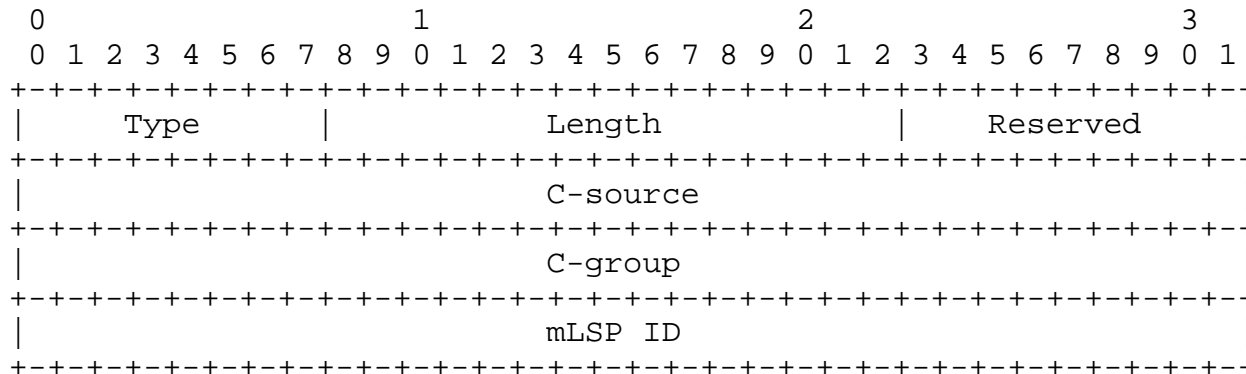 0                   1                   2                   3
 0 1 2 3 4 5 6 7 8 9 0 1 2 3 4 5 6 7 8 9 0 1 2 3 4 5 6 7 8 9 0 1
+-+-+-+-+-+-+-+-+-+-+-+-+-+-+-+-+-+-+-+-+-+-+-+-+-+-+-+-+-+-+-+--
|     Type      |           Length             |    Reserved
+-+-+-+-+-+-+-+-+-+-+-+-+-+-+-+-+-+-+-+-+-+-+-+-+-+-+-+-+-+-+-+--
|                           C-source
+-+-+-+-+-+-+-+-+-+-+-+-+-+-+-+-+-+-+-+-+-+-+-+-+-+-+-+-+-+-+-+--
|                           C-group
+-+-+-+-+-+-+-+-+-+-+-+-+-+-+-+-+-+-+-+-+-+-+-+-+-+-+-+-+-+-+-+--
|                           mLSP ID
+-+-+-+-+-+-+-+-+-+-+-+-+-+-+-+-+-+-+-+-+-+-+-+-+-+-+-+-+-+-+-+--